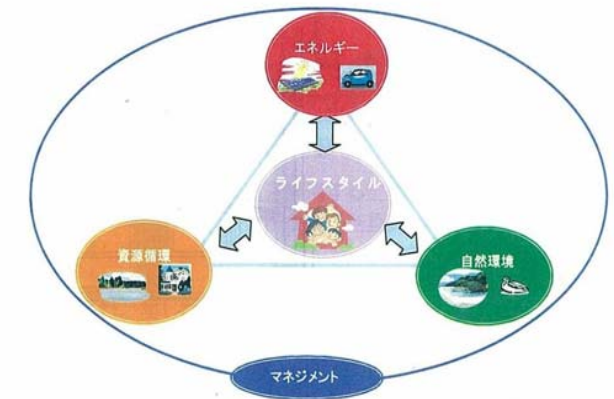 エネルギー
ライフスタイル
資源循環
自然環境
マネジメント